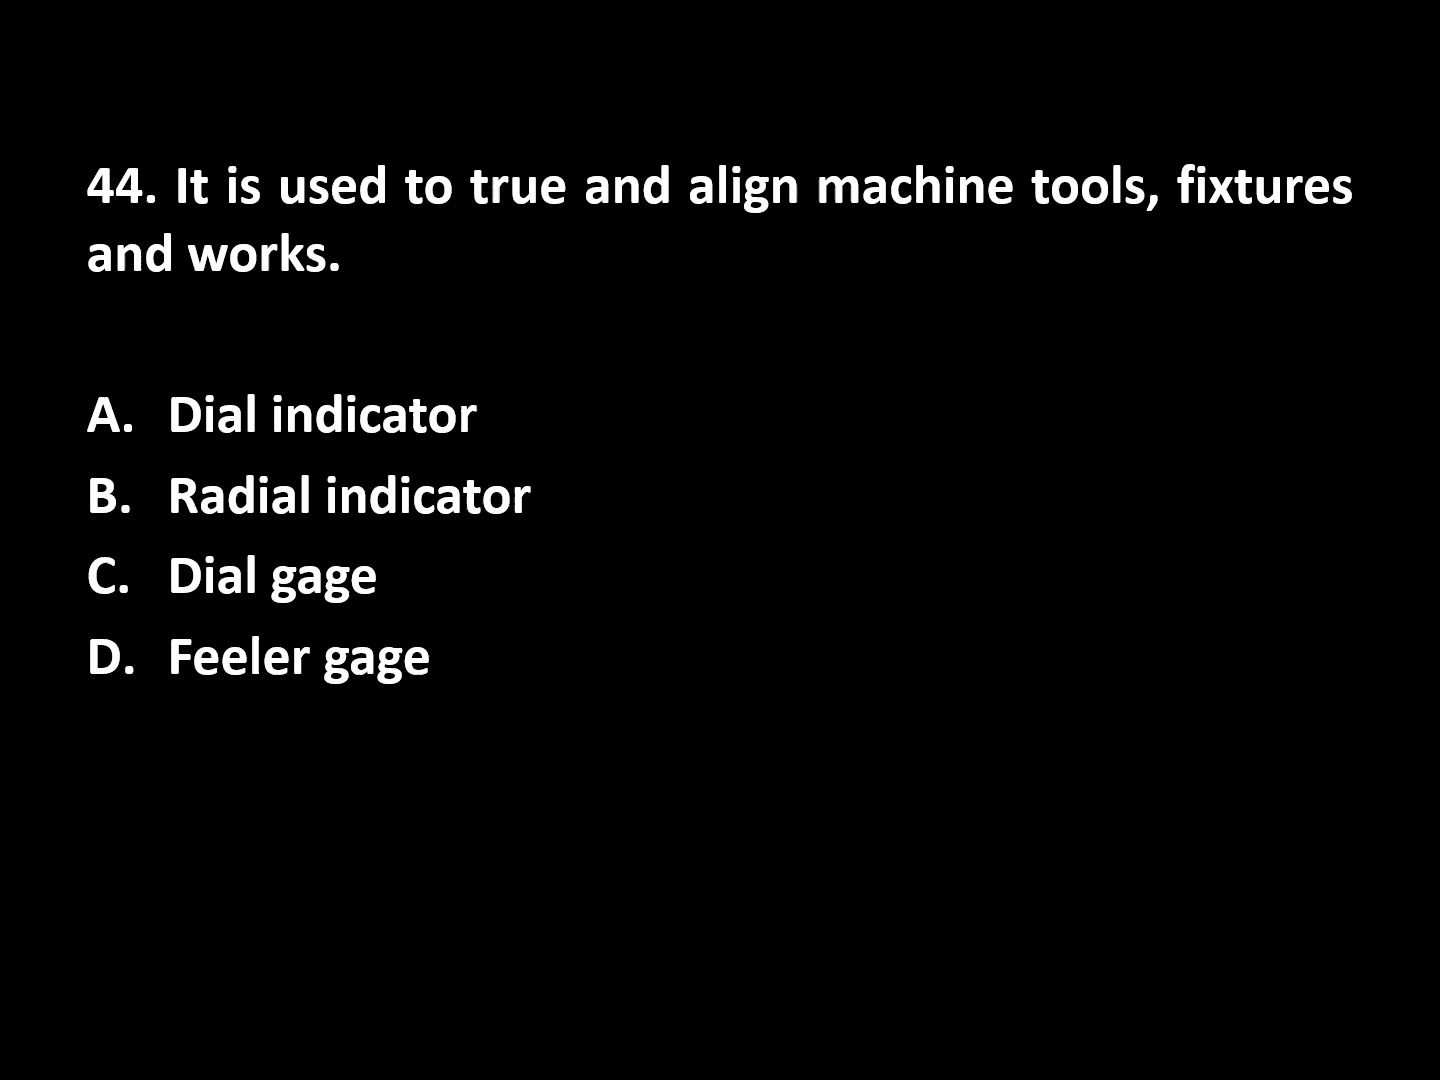 44. It is used to true and align machine tools, fixtures
and works.
A. Dial indicator
B. Radial indicator
C. Dial gage
D. Feeler gage